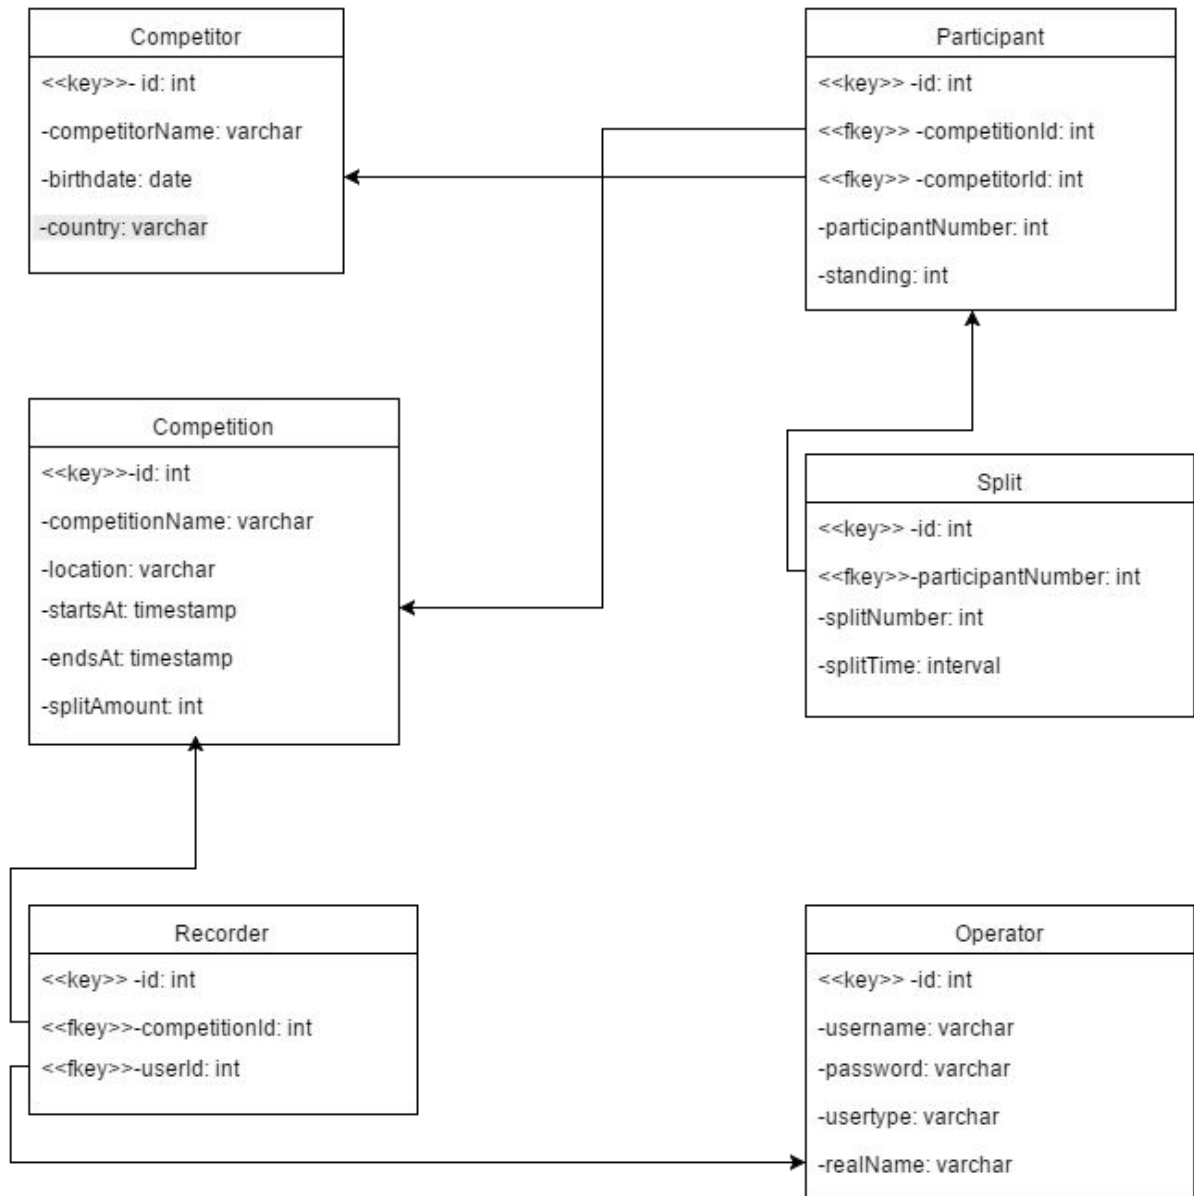 Competitor
<<key>>- id: int
-competitorName: varchar
-birthdate: date
-country: varchar
Participant
<<key>> -id: int
<<fkey>> -competitionId: int
<<fkey>> -competitorId: int
-participantNumber: int
-standing: int
Competition
<<key>>-id: int
-competitionName: varchar
-location: varchar
-startsAt: timestamp
-endsAt: timestamp
-splitAmount: int
Split
<<key>> -id: int
<<fkey>>-participantNumber: int
-splitNumber: int
-splitTime: interval
Recorder
<<key>> -id: int
<<fkey>>-competitionId: int
<<fkey>>-userId: int
Operator
<<key>> -id: int
-username: varchar
-password: varchar
-usertype: varchar
-realName: varchar